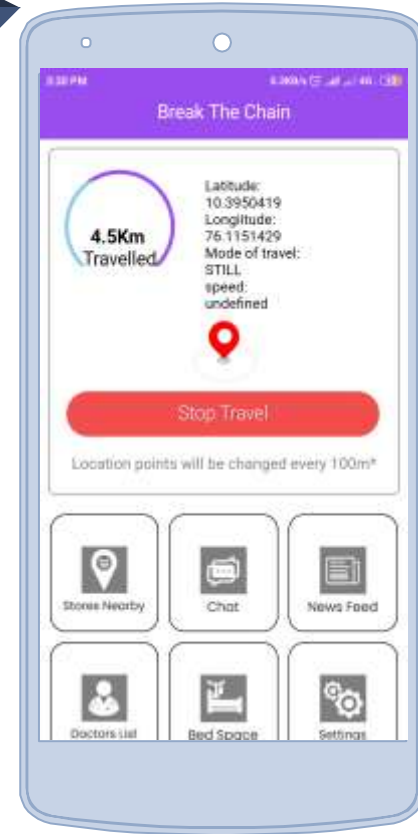 Break The Chain
4.5Km
Travelled
Latitude:
10.3950419
Longitude:
76.1151429
Mode of travel:
STILL
speed:
undefined
Stop Travel
Location points will be changed every 100m*
Stores Nearby
Chat
News Feed
Doctors List
Bed Space
Settings